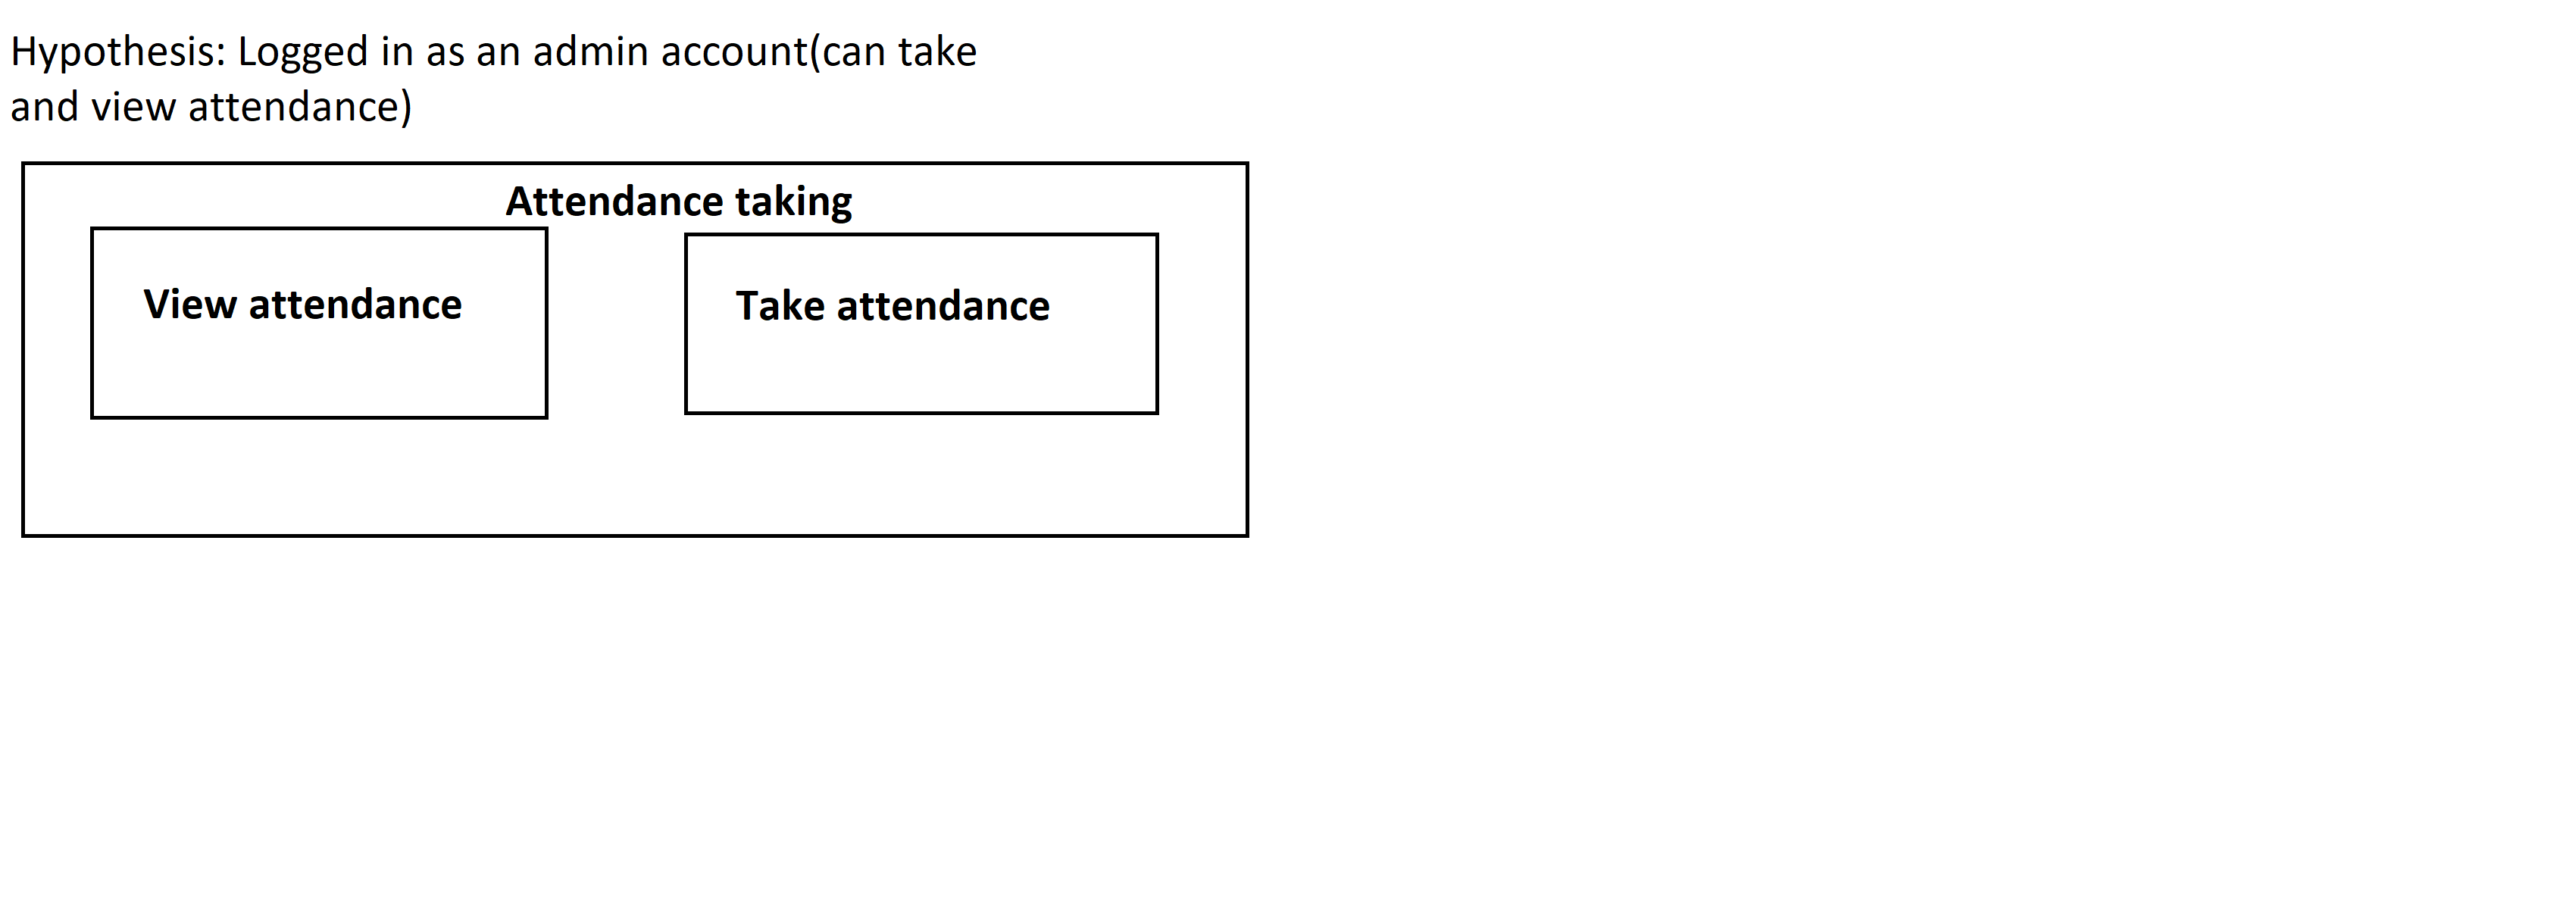 Hypothesis: Logged in as an admin account(can take
and view attendance)
Attendance taking
View attendance
Take attendance